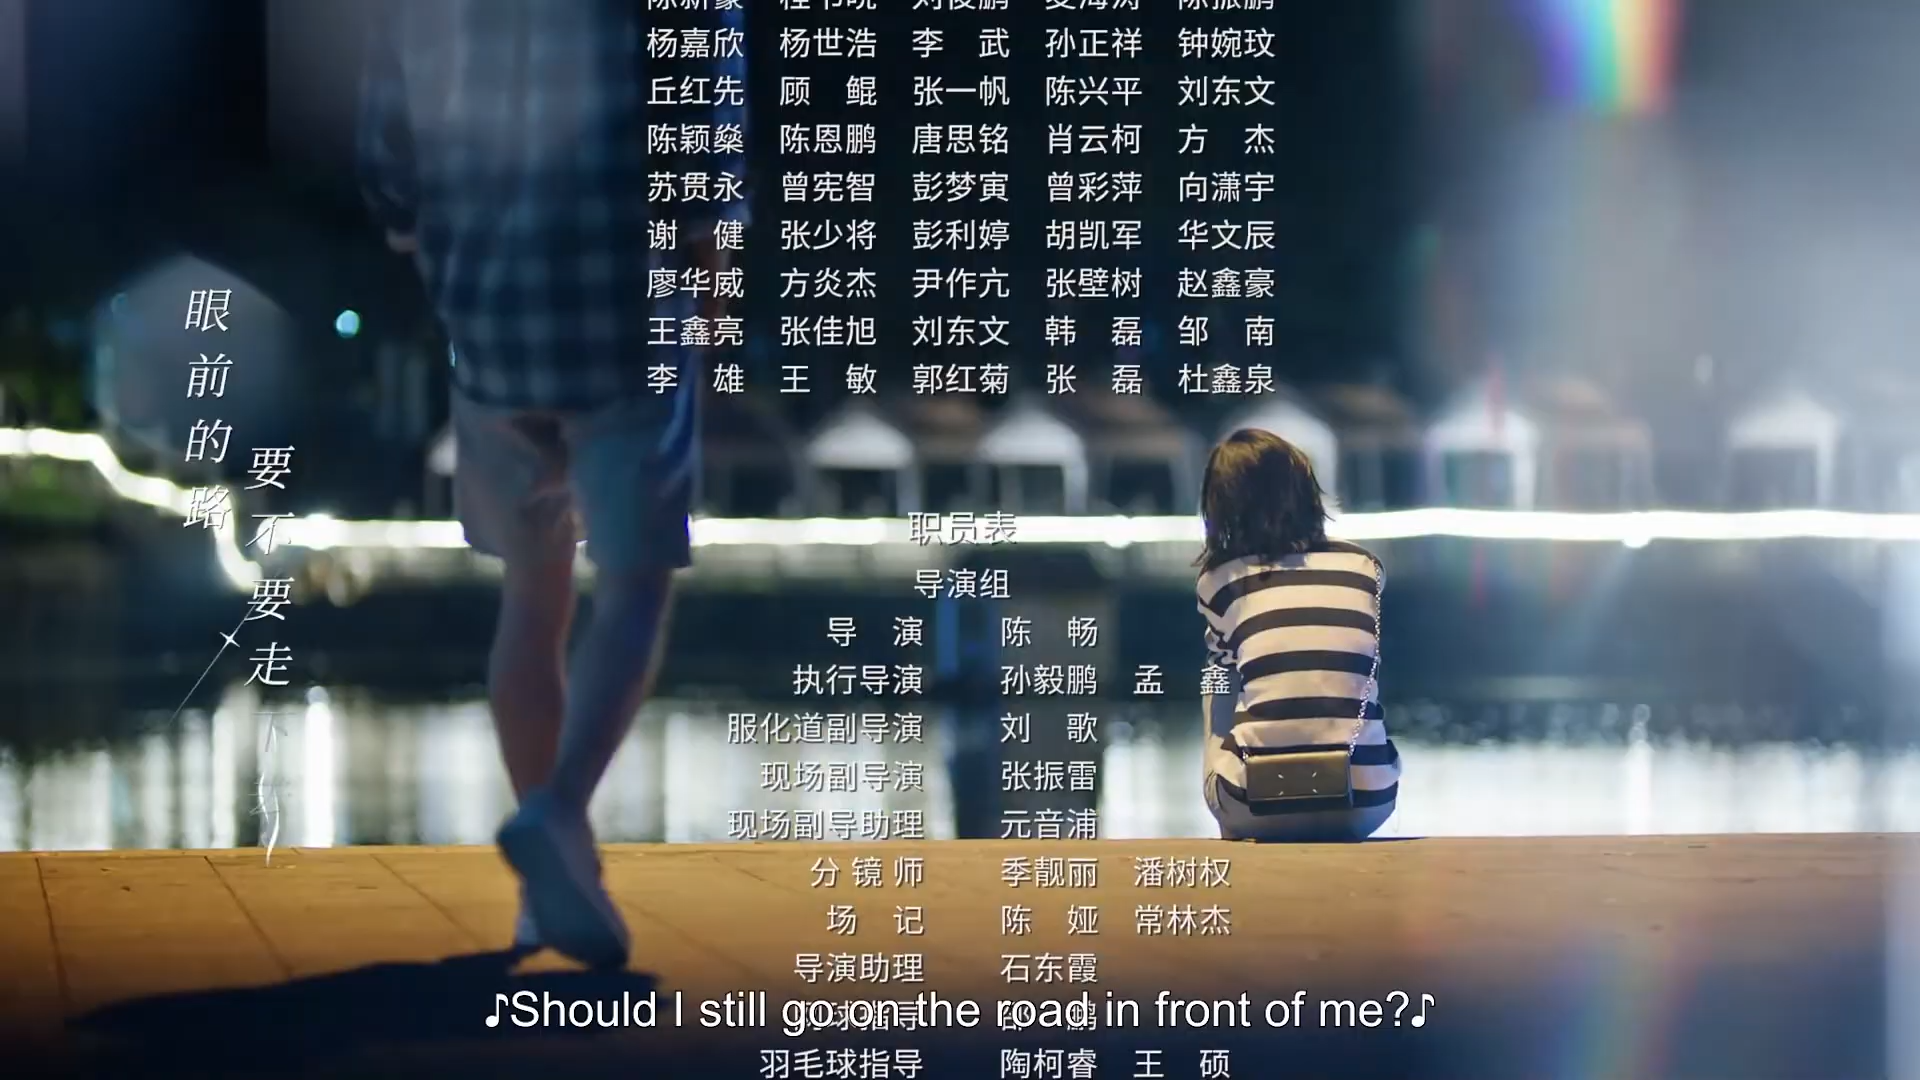 杨嘉欣 杨世浩 李 武 孙正祥 钟婉玟
丘红先 顾 鲲 张一帆 陈兴平 刘东文
陈颖燊 陈恩鹏 唐思铭 肖云柯 方 杰
苏贯永 曾宪智 彭梦寅 曾彩萍 向潇宇
谢 健 张少将 彭利婷 胡凯军 华文辰
廖华威 方炎杰 尹作亢 张壁树 赵鑫豪
王鑫亮 张佳旭 刘东文 韩 磊 邹 南
李 雄 王 敏 郭红菊 张 磊 杜鑫泉
眼前的路
要不要走下去
职员表
导演组
导 演 陈 畅
执行导演 孙毅鹏 孟 鑫
服化道副导演 刘 歌
现场副导演 张振雷
现场副导助理 元音浦
分 镜 师 季靓丽 潘树权
场 记 陈 娅 常林杰
导演助理 石东霞
♪Should I still go on the road in front of me?♪
羽毛球指导 陶柯睿 王 硕